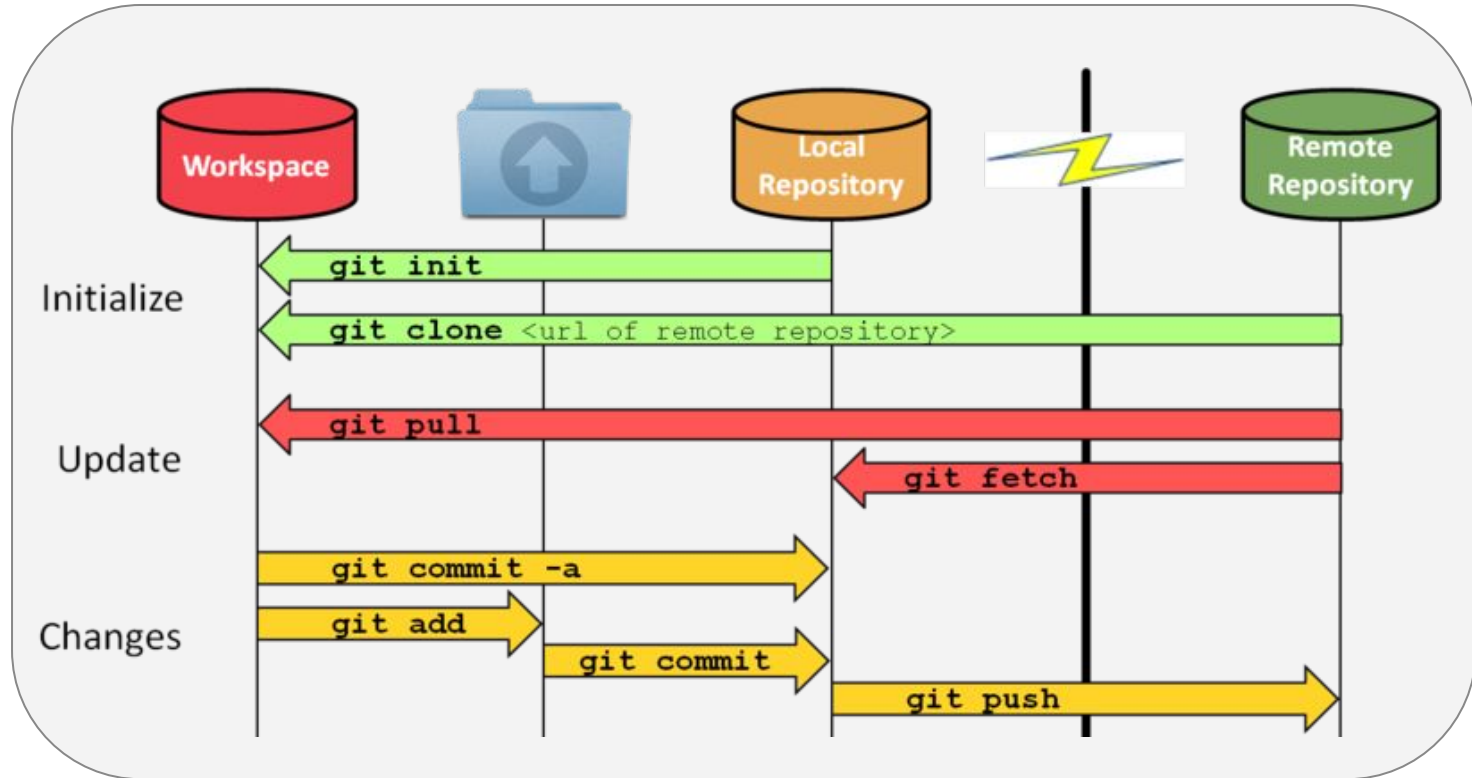 Workspace
Local
Repository
Remote
Repository
Initialize
git init
git clone <url of remote repository>
Update
git pull
git fetch
Changes
git commit -a
git add
git commit
git push